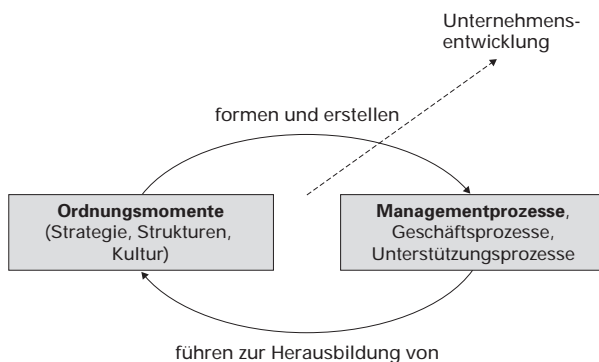 Unternehmens-
entwicklung
formen und erstellen
Ordnungsmomente
(Strategie, Strukturen,
Kultur)
Managementprozesse,
Geschäftsprozesse,
Unterstützungsprozesse
führen zur Herausbildung von